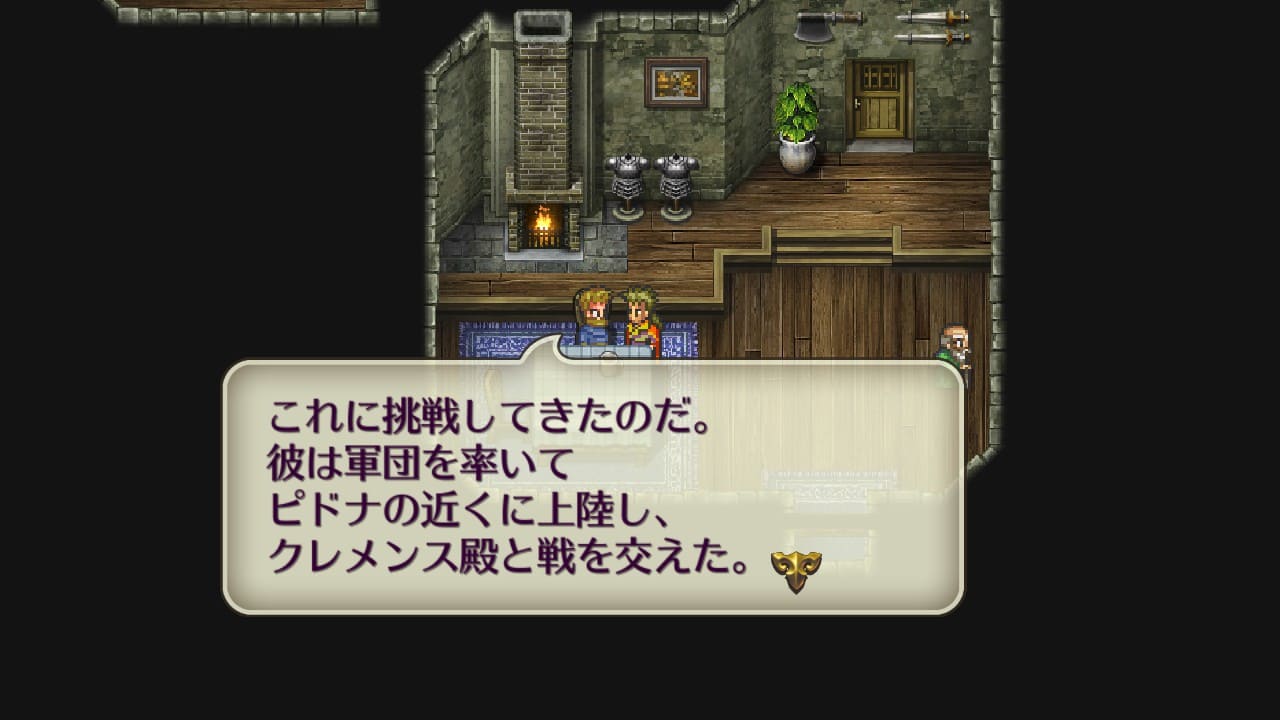 これに挑戦してきたのだ。
彼は軍団を率いて
ピドナの近くに上陸し、
クレメンス殿と戦を交えた。